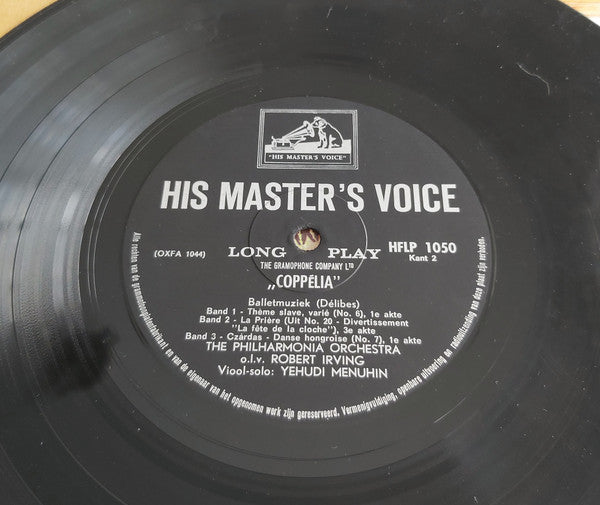 "HIS MASTER'S VOICE"
HIS MASTER'S VOICE
(OXFA 1044) LONG PLAY HFLP 1050
Kant 2
THE GRAMOPHONE COMPANY LTD
„COPPÉLIA"
Balletmuziek (Délibes)
Band 1 - Thème slave, varié (No. 6), 1e akte
Band 2 - La Prière (Uit No. 20 - Divertissement
"La fête de la cloche"), 3e akte
Band 3 - Czárdas - Danse hongroise (No. 7), 1e akte
THE PHILHARMONIA ORCHESTRA
o.l.v. ROBERT IRVING
Viool-solo: YEHUDI MENUHIN
Alle rechten van de grammofoonplatenfabrikant en van de eigenaar van het opgenomen werk zijn gereserveerd. Vermenigvuldiging, openbare uitvoering en radiouitzending van deze plaat zijn verboden.